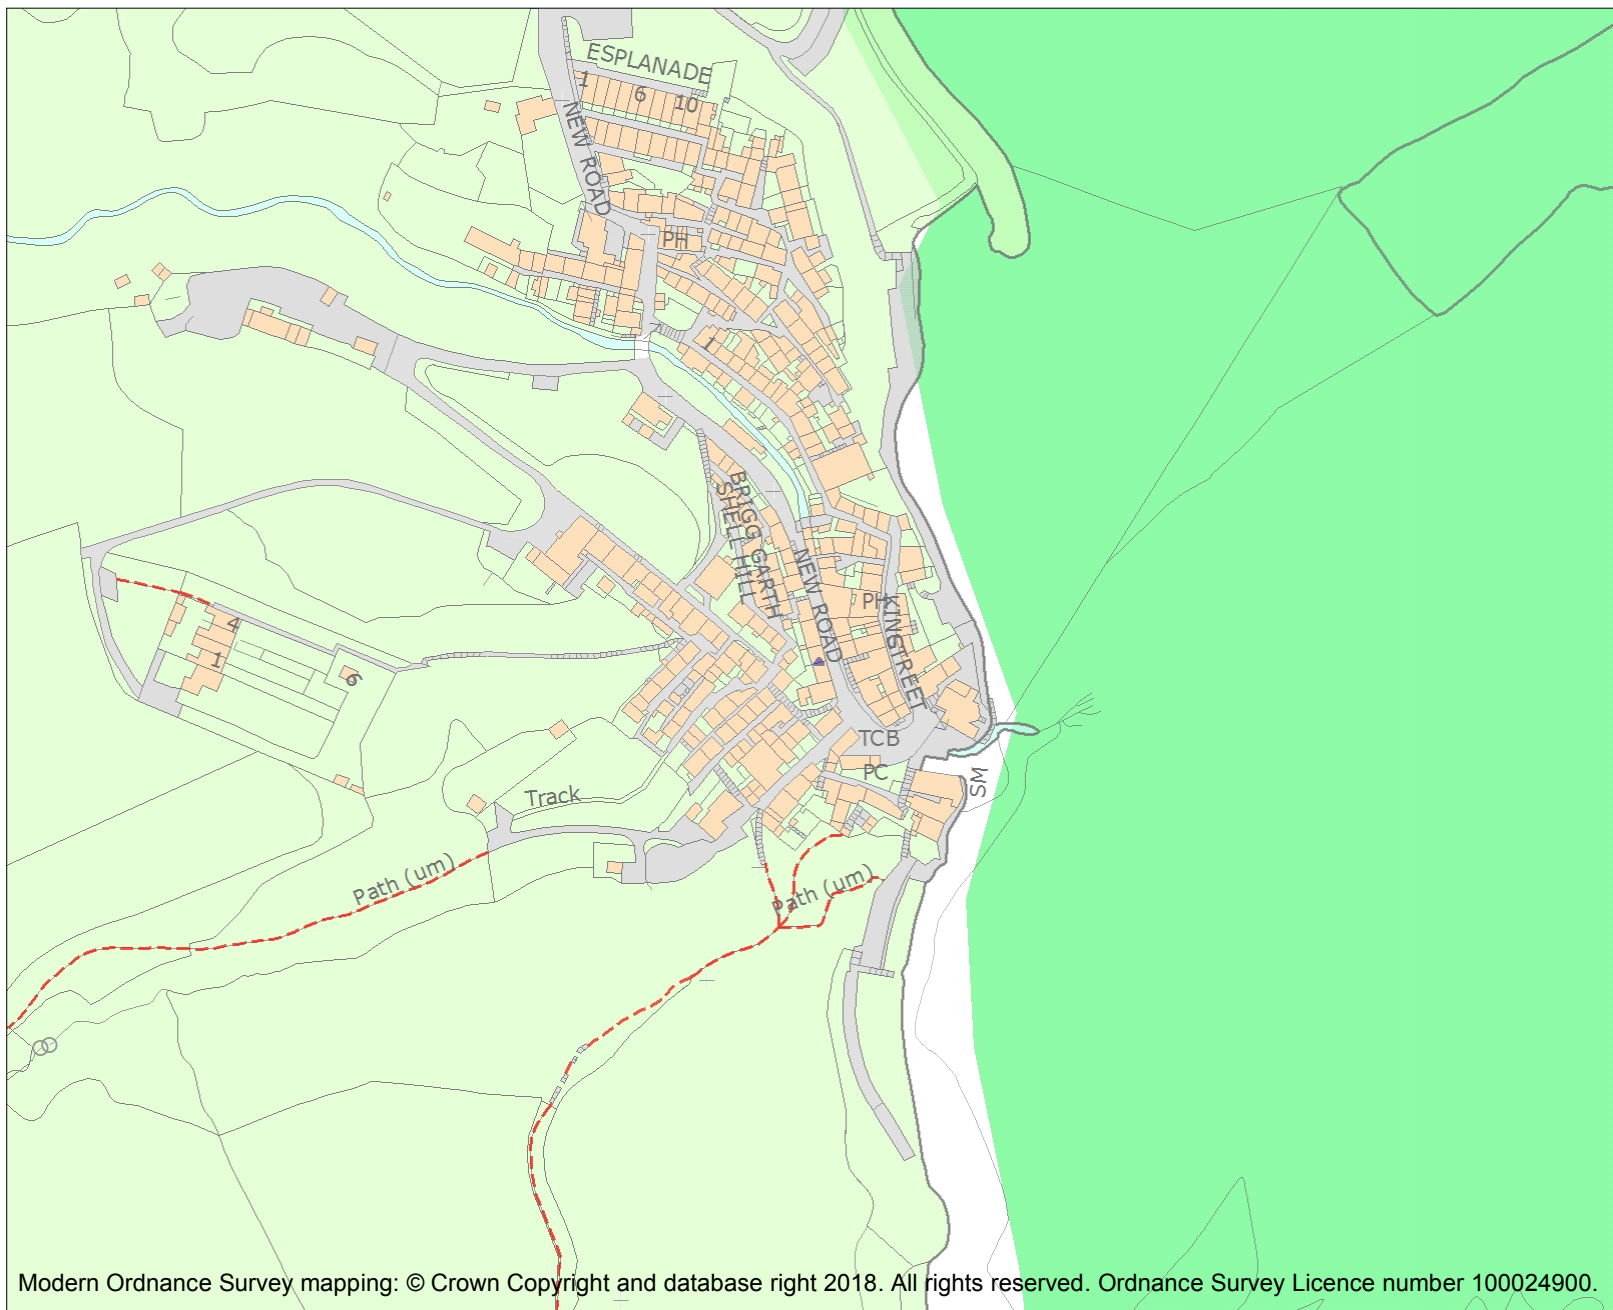 ESPLANADE
1
6
10
NEW ROAD
PH
1
BRIGG GARTH
SHELL HILL
NEW ROAD
PH
KING STREET
4
1
6
TCB
PC
SM
Track
Path (um)
Path (um)
Modern Ordnance Survey mapping: © Crown Copyright and database right 2018. All rights reserved. Ordnance Survey Licence number 100024900.